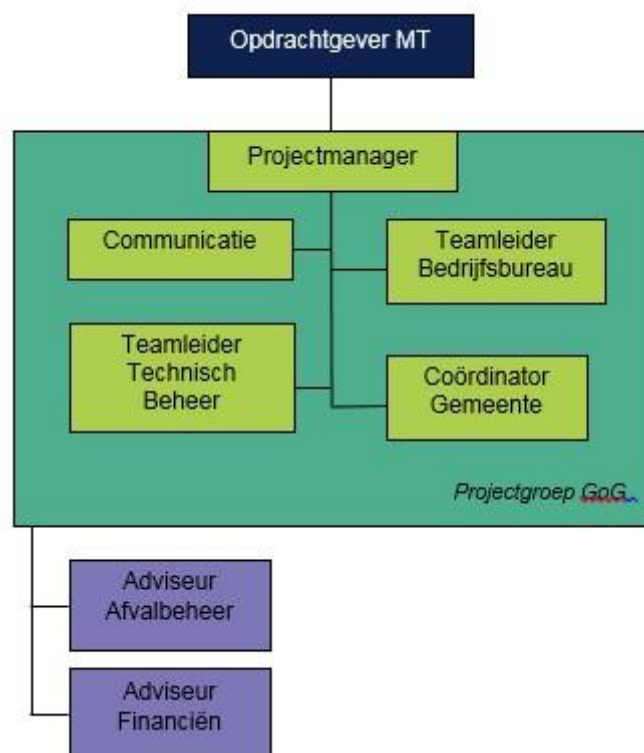 Opdrachtgever MT
Projectmanager
Communicatie
Teamleider
Bedrijfsbureau
Teamleider
Technisch
Beheer
Coördinator
Gemeente
Projectgroep GoG
Adviseur
Afvalbeheer
Adviseur
Financiën